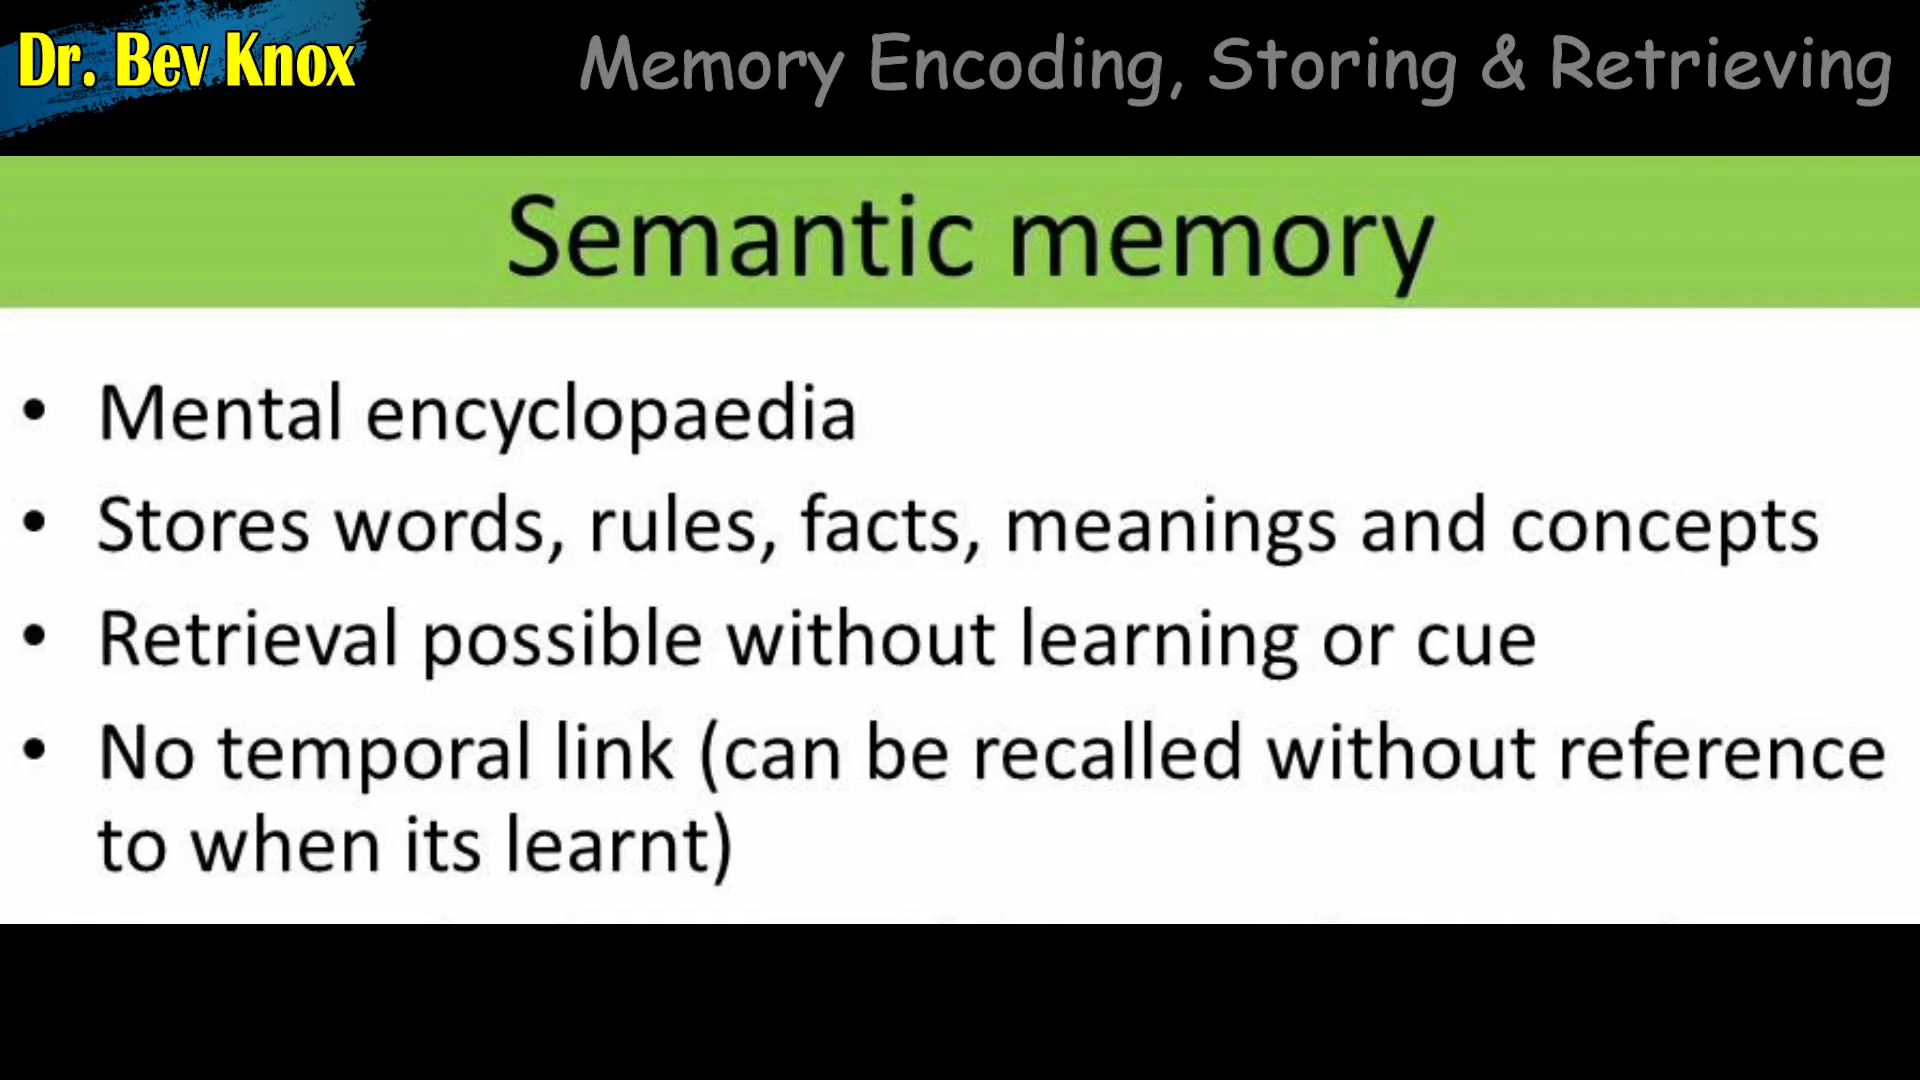 Dr. Bev Knox
Memory Encoding, Storing & Retrieving
Semantic memory
• Mental encyclopaedia
• Stores words, rules, facts, meanings and concepts
• Retrieval possible without learning or cue
• No temporal link (can be recalled without reference
to when its learnt)